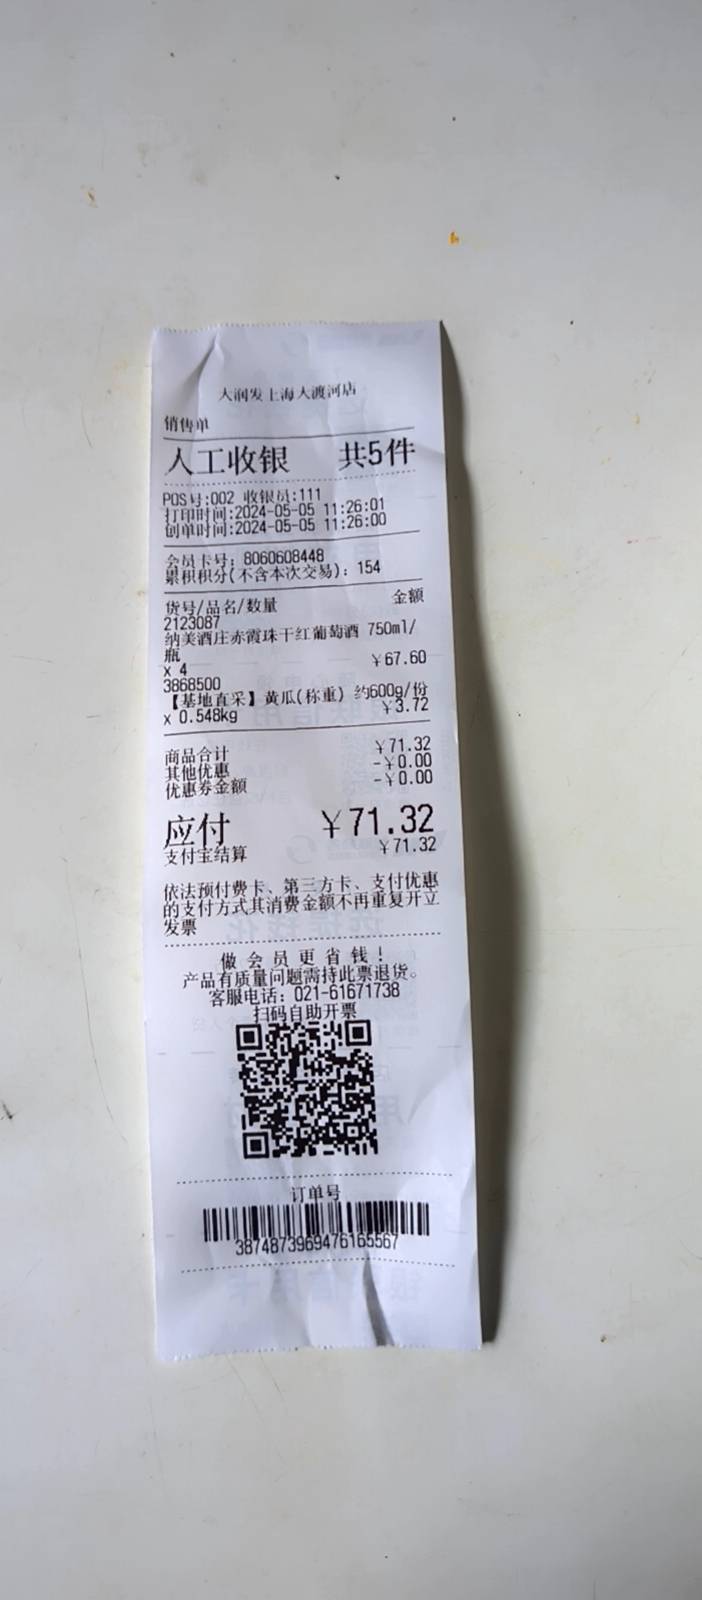 大润发上海大渡河店
销售单
人工收银 共5件
POS号:002 收银员:111
打印时间:2024-05-05 11:26:01
创单时间:2024-05-05 11:26:00
会员卡号: 8060608448
累积积分(不含本次交易): 154
货号/品名/数量 金额
2123087
纳美酒庄赤霞珠干红葡萄酒 750ml/
瓶
x 4 ¥67.60
3868500
【基地直采】黄瓜(称重) 约600g/份
x 0.548kg ¥3.72
商品合计 ¥71.32
其他优惠 -¥0.00
优惠券金额 -¥0.00
应付 ¥71.32
支付宝结算 ¥71.32
依法预付费卡、第三方卡、支付优惠
的支付方式其消费金额不再重复开立
发票
做会员更省钱!
产品有质量问题需持此票退货。
客服电话: 021-61671738
扫码自助开票
订单号
3874873969476165567